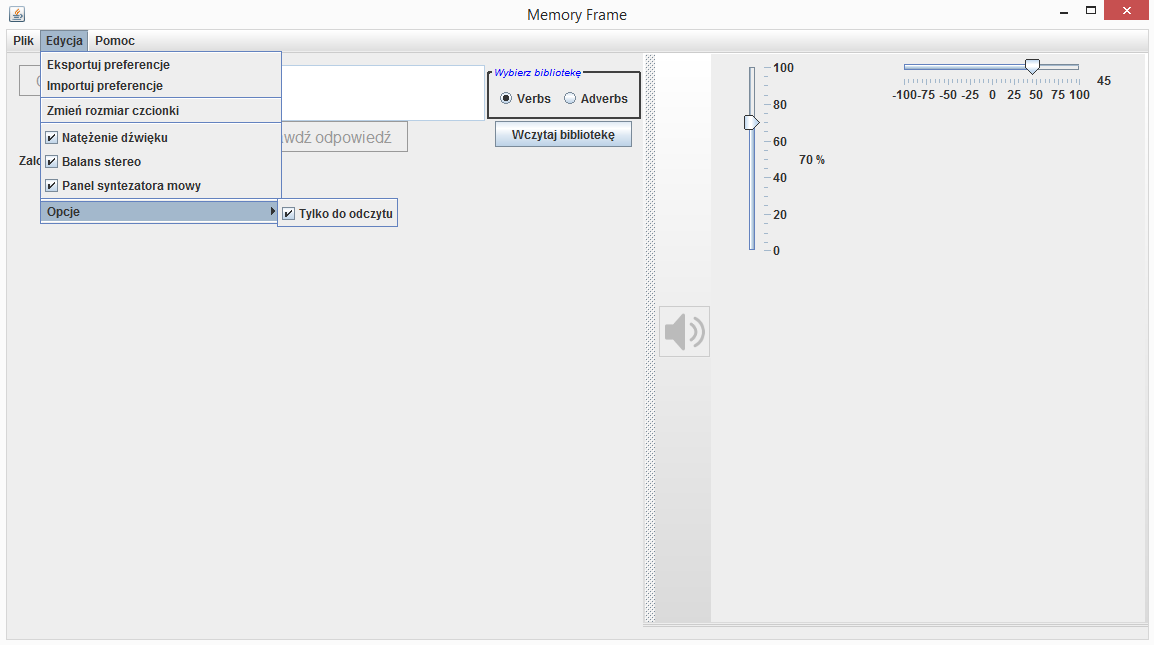 Memory Frame
Plik Edycja Pomoc
Eksportuj preferencje
Importuj preferencje
Zmień rozmiar czcionki
Natężenie dźwięku
Balans stereo
Panel syntezatora mowy
Opcje
Tylko do odczytu
Wybierz bibliotekę
Verbs Adverbs
Wczytaj bibliotekę
odpowiedź
100
80
60
40
20
0
70 %
-100 -75 -50 -25 0 25 50 75 100
45